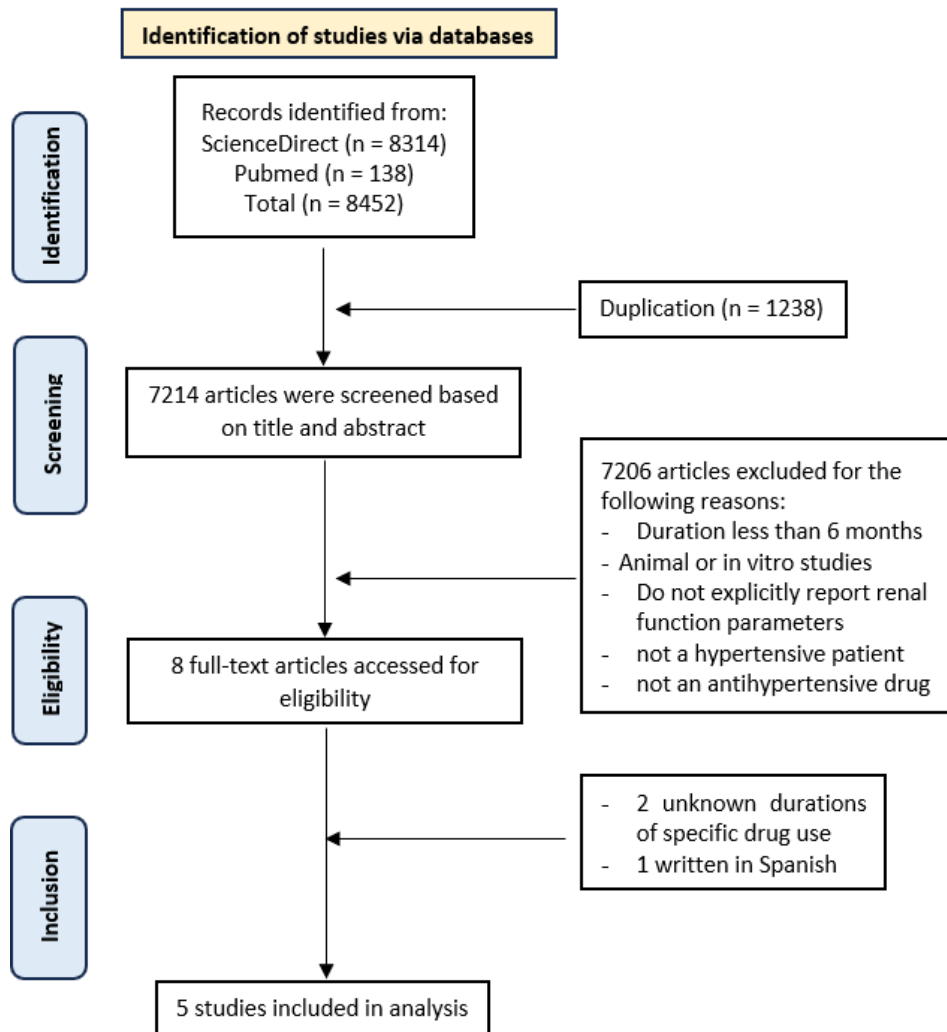 Identification of studies via databases
Identification
Records identified from:
ScienceDirect (n = 8314)
Pubmed (n = 138)
Total (n = 8452)
Duplication (n = 1238)
Screening
7214 articles were screened based
on title and abstract
7206 articles excluded for the
following reasons:
- Duration less than 6 months
- Animal or in vitro studies
- Do not explicitly report renal
function parameters
- not a hypertensive patient
- not an antihypertensive drug
Eligibility
8 full-text articles accessed for
eligibility
- 2 unknown durations
of specific drug use
- 1 written in Spanish
Inclusion
5 studies included in analysis